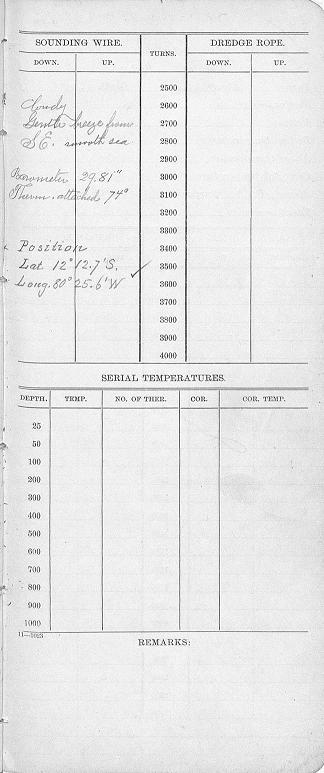 SOUNDING WIRE. TURNS. DREDGE ROPE.
DOWN. UP. DOWN. UP.
2500
Cloudy 2600
Gentle breeze from 2700
S E. smooth sea 2800
2900
Barometer 29.81" 3000
Therm. attached 74° 3100
3200
3300
Position 3400
Lat 12° 12.7' S. ✓ 3500
Long. 80° 25.6' W 3600
3700
3800
3900
4000
SERIAL TEMPERATURES.
DEPTH. TEMP. NO. OF THER. COR. COR. TEMP.
25
50
100
200
300
400
500
600
700
800
900
1000
11—1023
REMARKS: